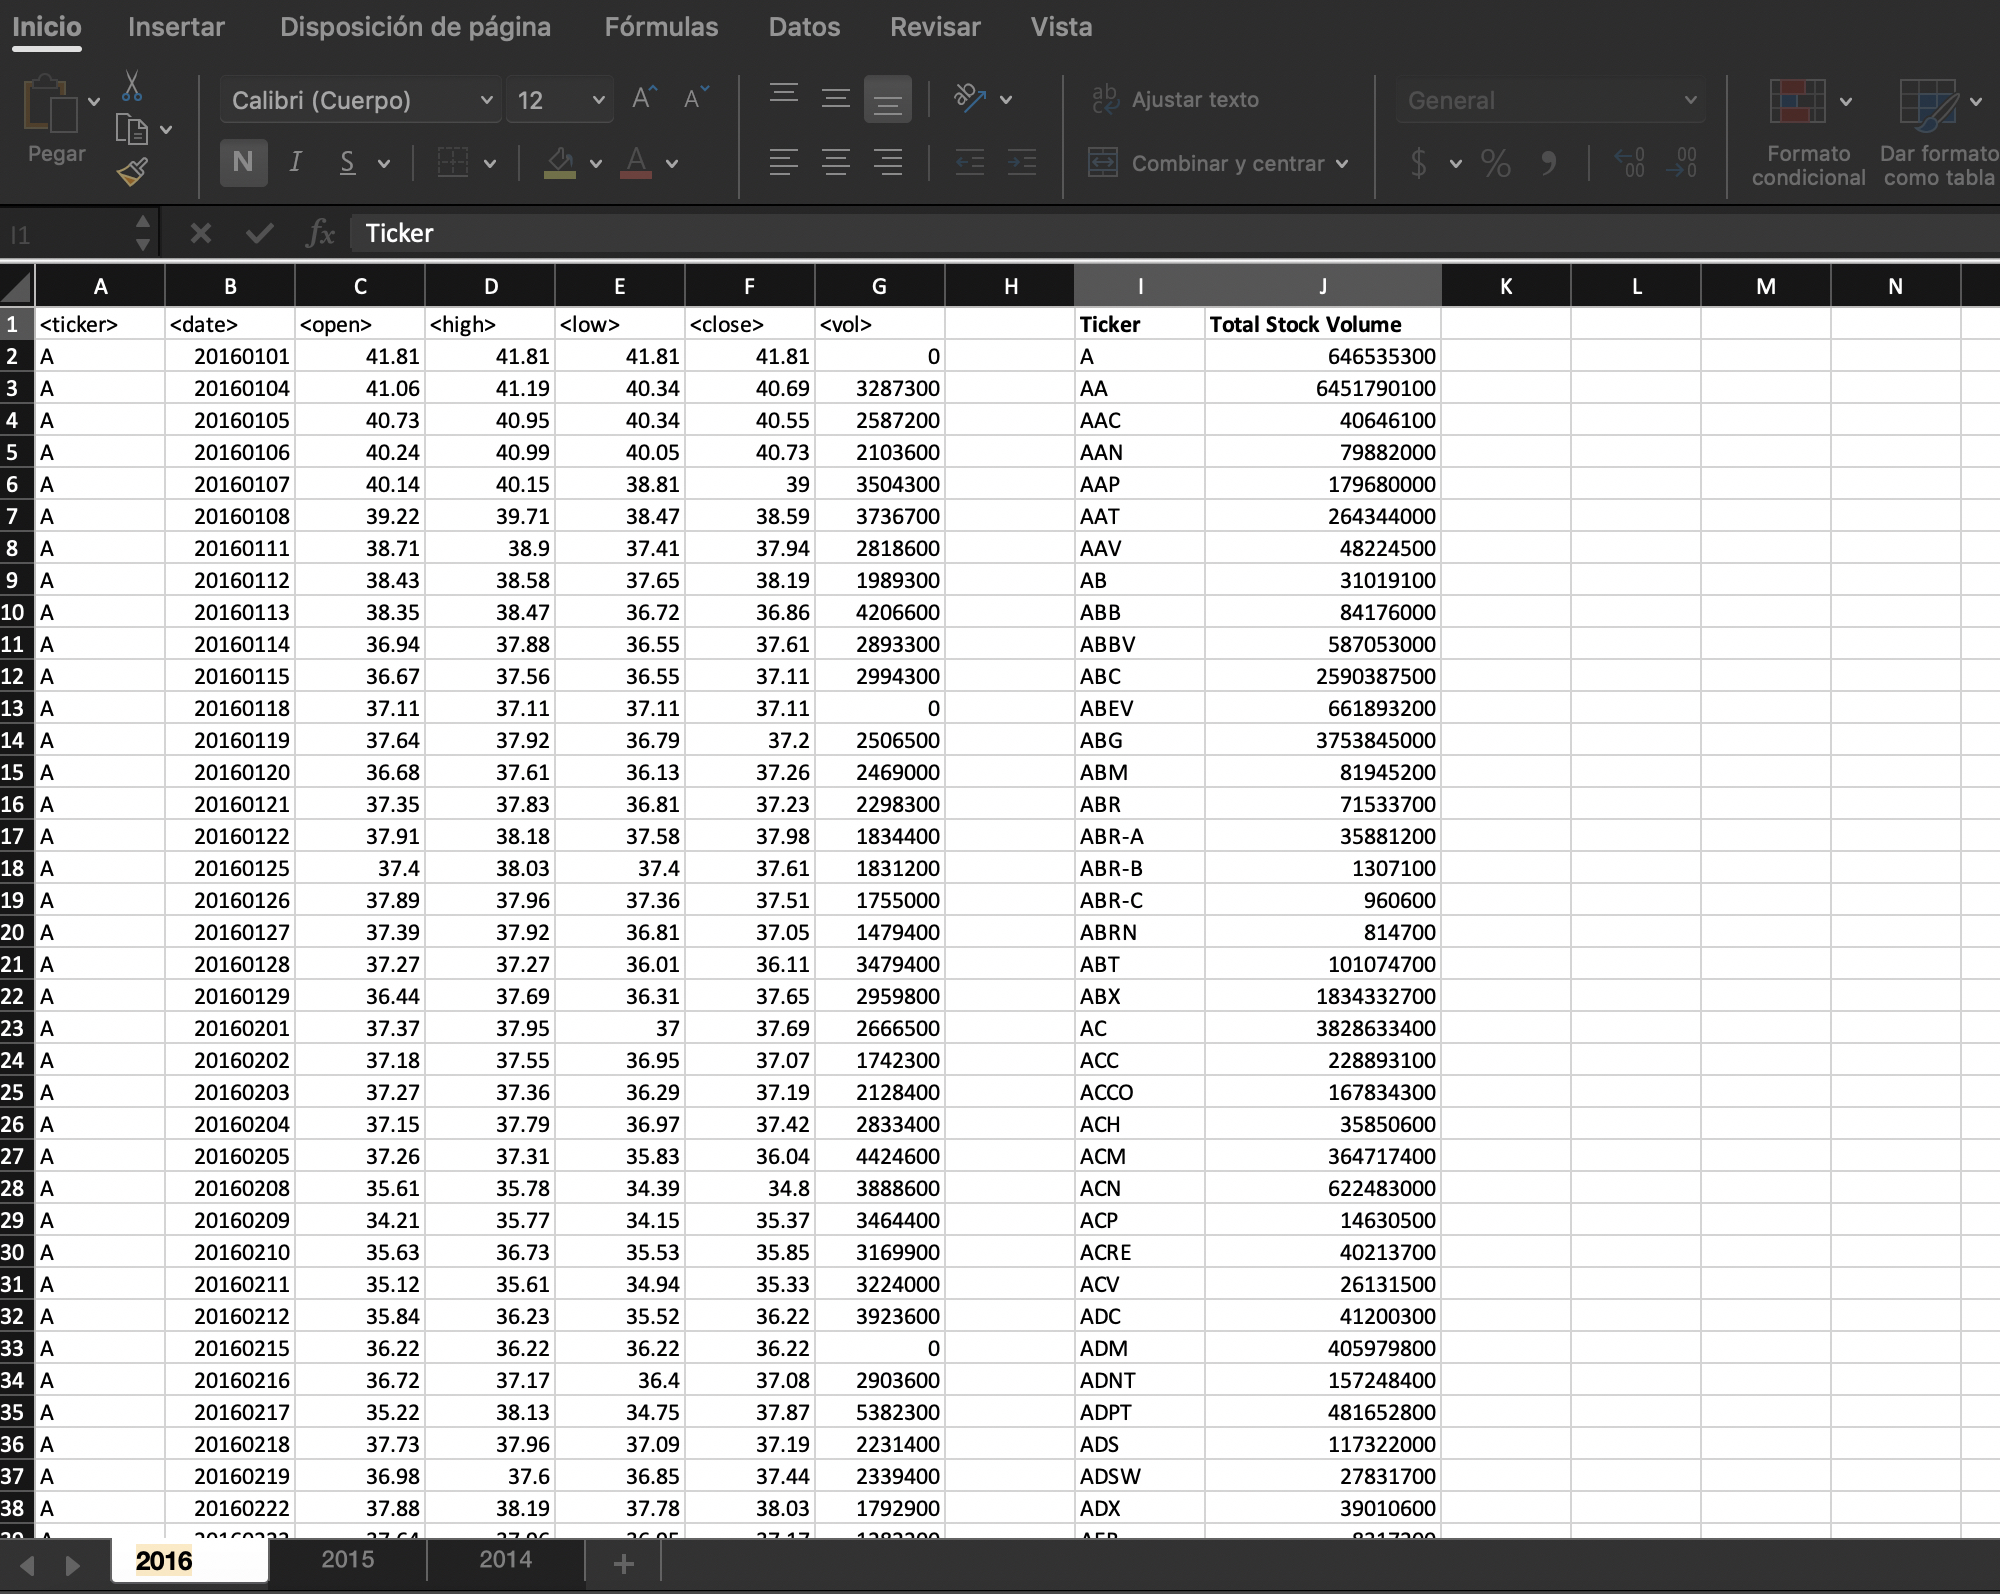 Inicio Insertar Disposición de página Fórmulas Datos Revisar Vista
Calibri (Cuerpo) 12 A A ab Ajustar texto General
Pegar N I S A Combinar y centrar $ % Formato condicional Dar formato como tabla
I1 fx Ticker
A B C D E F G H I J K L M N
1 <ticker> <date> <open> <high> <low> <close> <vol> Ticker Total Stock Volume
2 A 20160101 41.81 41.81 41.81 41.81 0 A 646535300
3 A 20160104 41.06 41.19 40.34 40.69 3287300 AA 6451790100
4 A 20160105 40.73 40.95 40.34 40.55 2587200 AAC 40646100
5 A 20160106 40.24 40.99 40.05 40.73 2103600 AAN 79882000
6 A 20160107 40.14 40.15 38.81 39 3504300 AAP 179680000
7 A 20160108 39.22 39.71 38.47 38.59 3736700 AAT 264344000
8 A 20160111 38.71 38.9 37.41 37.94 2818600 AAV 48224500
9 A 20160112 38.43 38.58 37.65 38.19 1989300 AB 31019100
10 A 20160113 38.35 38.47 36.72 36.86 4206600 ABB 84176000
11 A 20160114 36.94 37.88 36.55 37.61 2893300 ABBV 587053000
12 A 20160115 36.67 37.56 36.55 37.11 2994300 ABC 2590387500
13 A 20160118 37.11 37.11 37.11 37.11 0 ABEV 661893200
14 A 20160119 37.64 37.92 36.79 37.2 2506500 ABG 3753845000
15 A 20160120 36.68 37.61 36.13 37.26 2469000 ABM 81945200
16 A 20160121 37.35 37.83 36.81 37.23 2298300 ABR 71533700
17 A 20160122 37.91 38.18 37.58 37.98 1834400 ABR-A 35881200
18 A 20160125 37.4 38.03 37.4 37.61 1831200 ABR-B 1307100
19 A 20160126 37.89 37.96 37.36 37.51 1755000 ABR-C 960600
20 A 20160127 37.39 37.92 36.81 37.05 1479400 ABRN 814700
21 A 20160128 37.27 37.27 36.01 36.11 3479400 ABT 101074700
22 A 20160129 36.44 37.69 36.31 37.65 2959800 ABX 1834332700
23 A 20160201 37.37 37.95 37 37.69 2666500 AC 3828633400
24 A 20160202 37.18 37.55 36.95 37.07 1742300 ACC 228893100
25 A 20160203 37.27 37.36 36.29 37.19 2128400 ACCO 167834300
26 A 20160204 37.15 37.79 36.97 37.42 2833400 ACH 35850600
27 A 20160205 37.26 37.31 35.83 36.04 4424600 ACM 364717400
28 A 20160208 35.61 35.78 34.39 34.8 3888600 ACN 622483000
29 A 20160209 34.21 35.77 34.15 35.37 3464400 ACP 14630500
30 A 20160210 35.63 36.73 35.53 35.85 3169900 ACRE 40213700
31 A 20160211 35.12 35.61 34.94 35.33 3224000 ACV 26131500
32 A 20160212 35.84 36.23 35.52 36.22 3923600 ADC 41200300
33 A 20160215 36.22 36.22 36.22 36.22 0 ADM 405979800
34 A 20160216 36.72 37.17 36.4 37.08 2903600 ADNT 157248400
35 A 20160217 35.22 38.13 34.75 37.87 5382300 ADPT 481652800
36 A 20160218 37.73 37.96 37.09 37.19 2231400 ADS 117322000
37 A 20160219 36.98 37.6 36.85 37.44 2339400 ADSW 27831700
38 A 20160222 37.88 38.19 37.78 38.03 1792900 ADX 39010600
2016 2015 2014